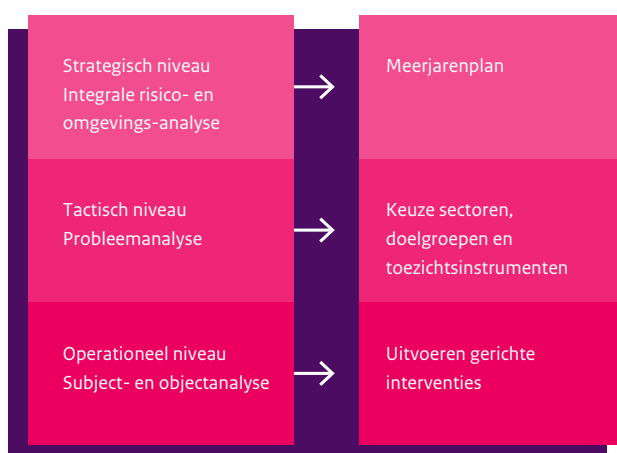 Strategisch niveau
Integrale risico- en
omgevings-analyse
Meerjarenplan
Tactisch niveau
Probleemanalyse
Keuze sectoren,
doelgroepen en
toezichtsinstrumenten
Operationeel niveau
Subject- en objectanalyse
Uitvoeren gerichte
interventies